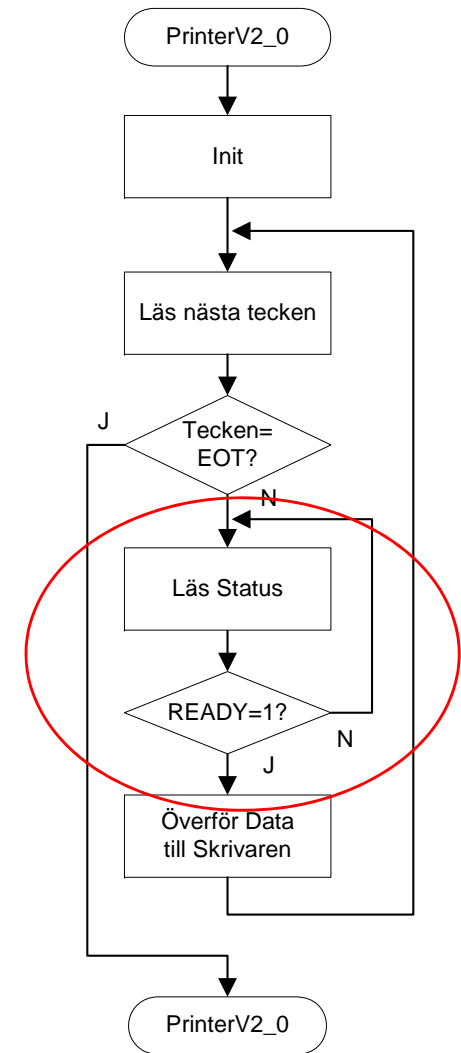 PrinterV2_0
Init
Läs nästa tecken
J
Tecken=
EOT?
N
Läs Status
READY=1?
N
J
Överför Data
till Skrivaren
PrinterV2_0